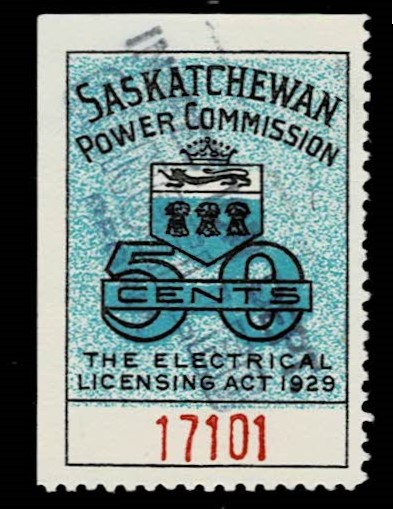 SASKATCHEWAN
POWER COMMISSION
50
CENTS
THE ELECTRICAL
LICENSING ACT 1929
17101